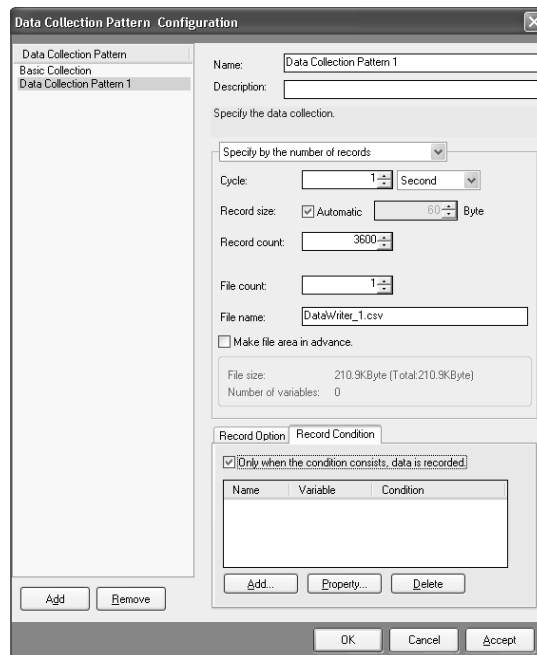 Data Collection Pattern Configuration
Data Collection Pattern
Basic Collection
Data Collection Pattern 1
Name: Data Collection Pattern 1
Description:
Specify the data collection.
Specify by the number of records
Cycle: 1 Second
Record size: Automatic 60 Byte
Record count: 3600
File count: 1
File name: DataWriter_1.csv
Make file area in advance.
File size: 210.9KByte (Total:210.9KByte)
Number of variables: 0
Record Option Record Condition
Only when the condition consists, data is recorded.
Name Variable Condition
Add... Property... Delete
Add Remove
OK Cancel Accept